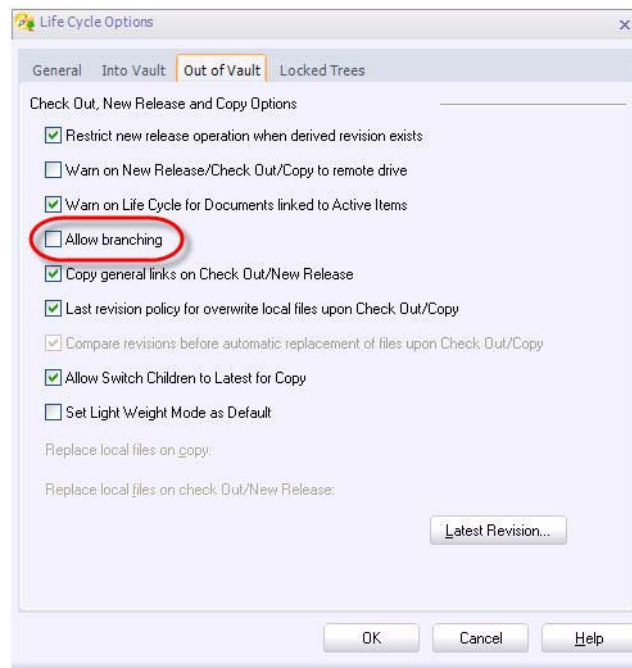 Life Cycle Options
General Into Vault Out of Vault Locked Trees
Check Out, New Release and Copy Options
Restrict new release operation when derived revision exists
Warn on New Release/Check Out/Copy to remote drive
Warn on Life Cycle for Documents linked to Active Items
Allow branching
Copy general links on Check Out/New Release
Last revision policy for overwrite local files upon Check Out/Copy
Compare revisions before automatic replacement of files upon Check Out/Copy
Allow Switch Children to Latest for Copy
Set Light Weight Mode as Default
Replace local files on copy:
Replace local files on check Out/New Release:
Latest Revision...
OK Cancel Help